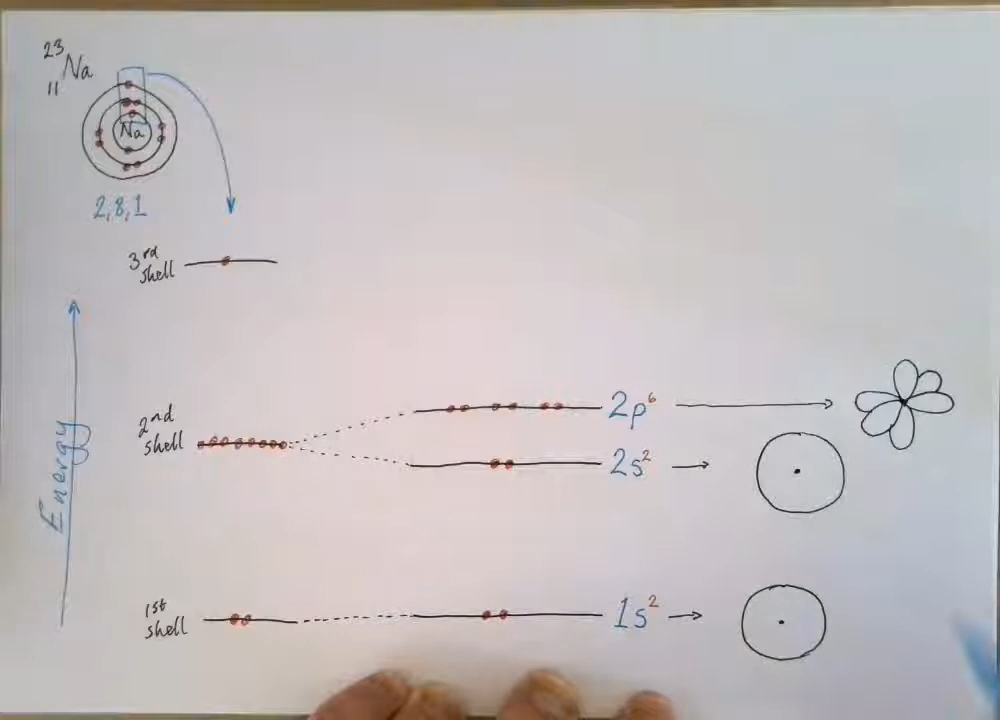 23
11 Na
Na
2,8,1
3rd
shell
Energy
2nd
shell
2p⁶
2s²
1st
shell
1s²